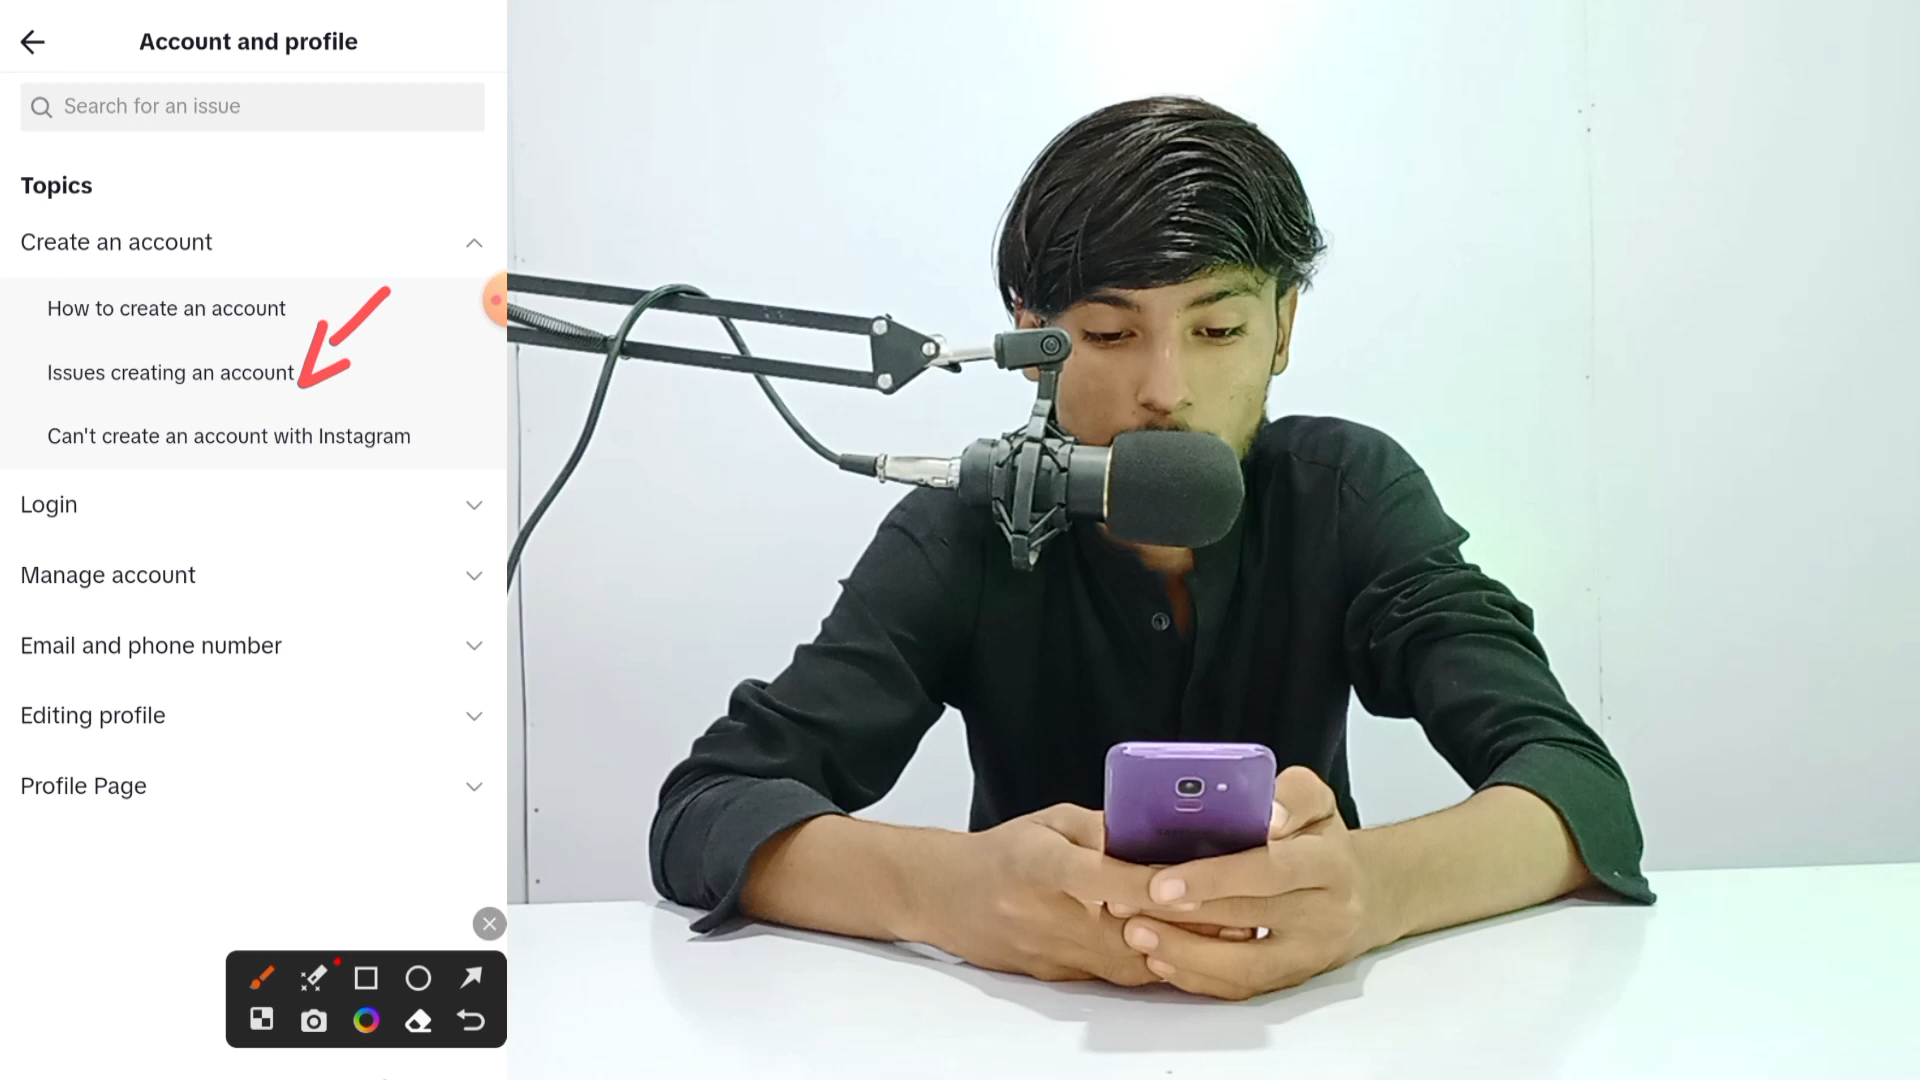 Account and profile
Search for an issue
Topics
Create an account
How to create an account
Issues creating an account
Can't create an account with Instagram
Login
Manage account
Email and phone number
Editing profile
Profile Page